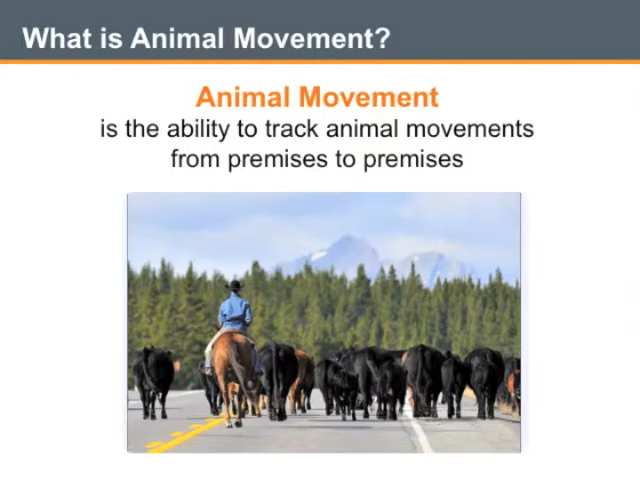 What is Animal Movement?
Animal Movement
is the ability to track animal movements
from premises to premises